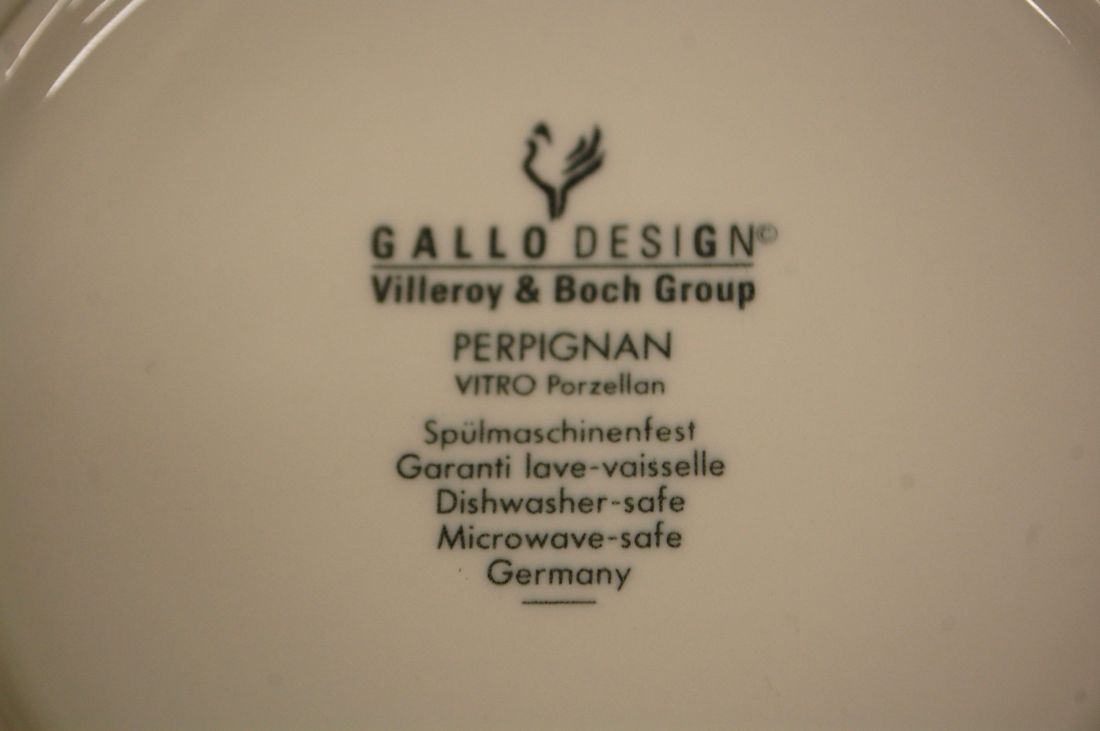 GALLO DESIGN©
Villeroy & Boch Group
PERPIGNAN
VITRO Porzellan
Spülmaschinenfest
Garanti lave-vaisselle
Dishwasher-safe
Microwave-safe
Germany